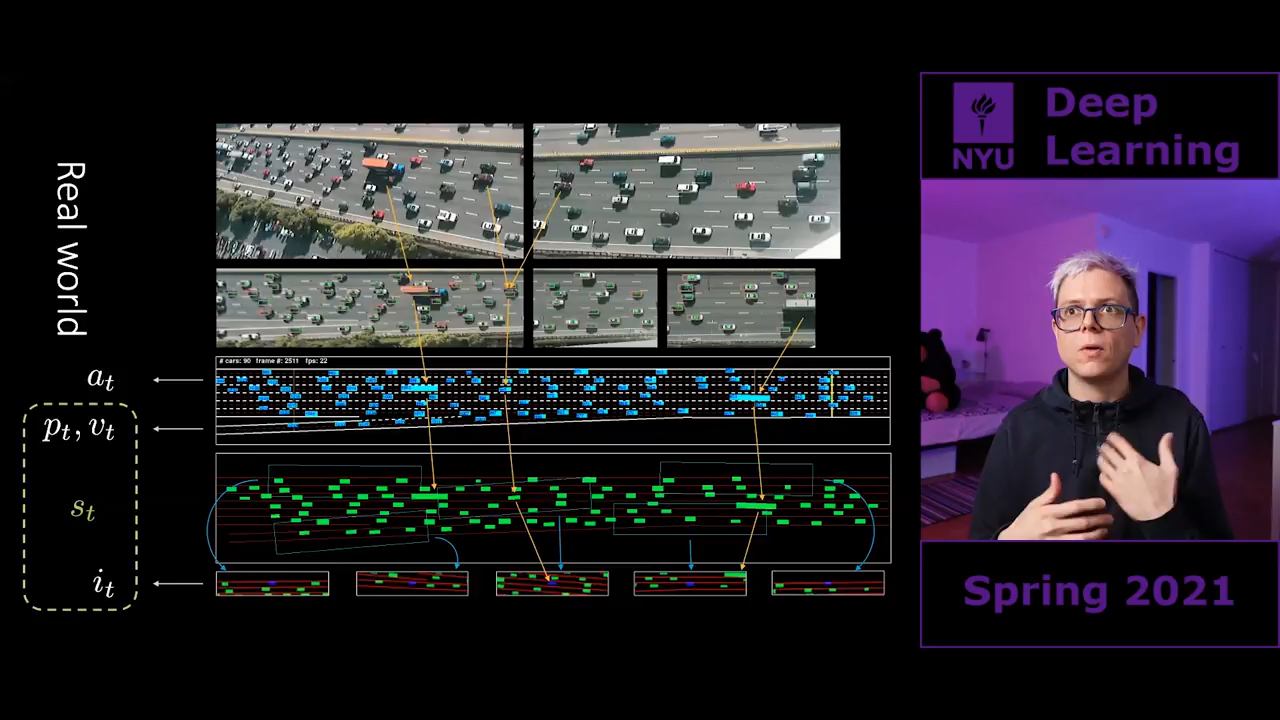 Real world
# cars: 90 frame #: 2511 fps: 22
a_t
p_t, v_t
s_t
i_t
NYU
Deep
Learning
Spring 2021